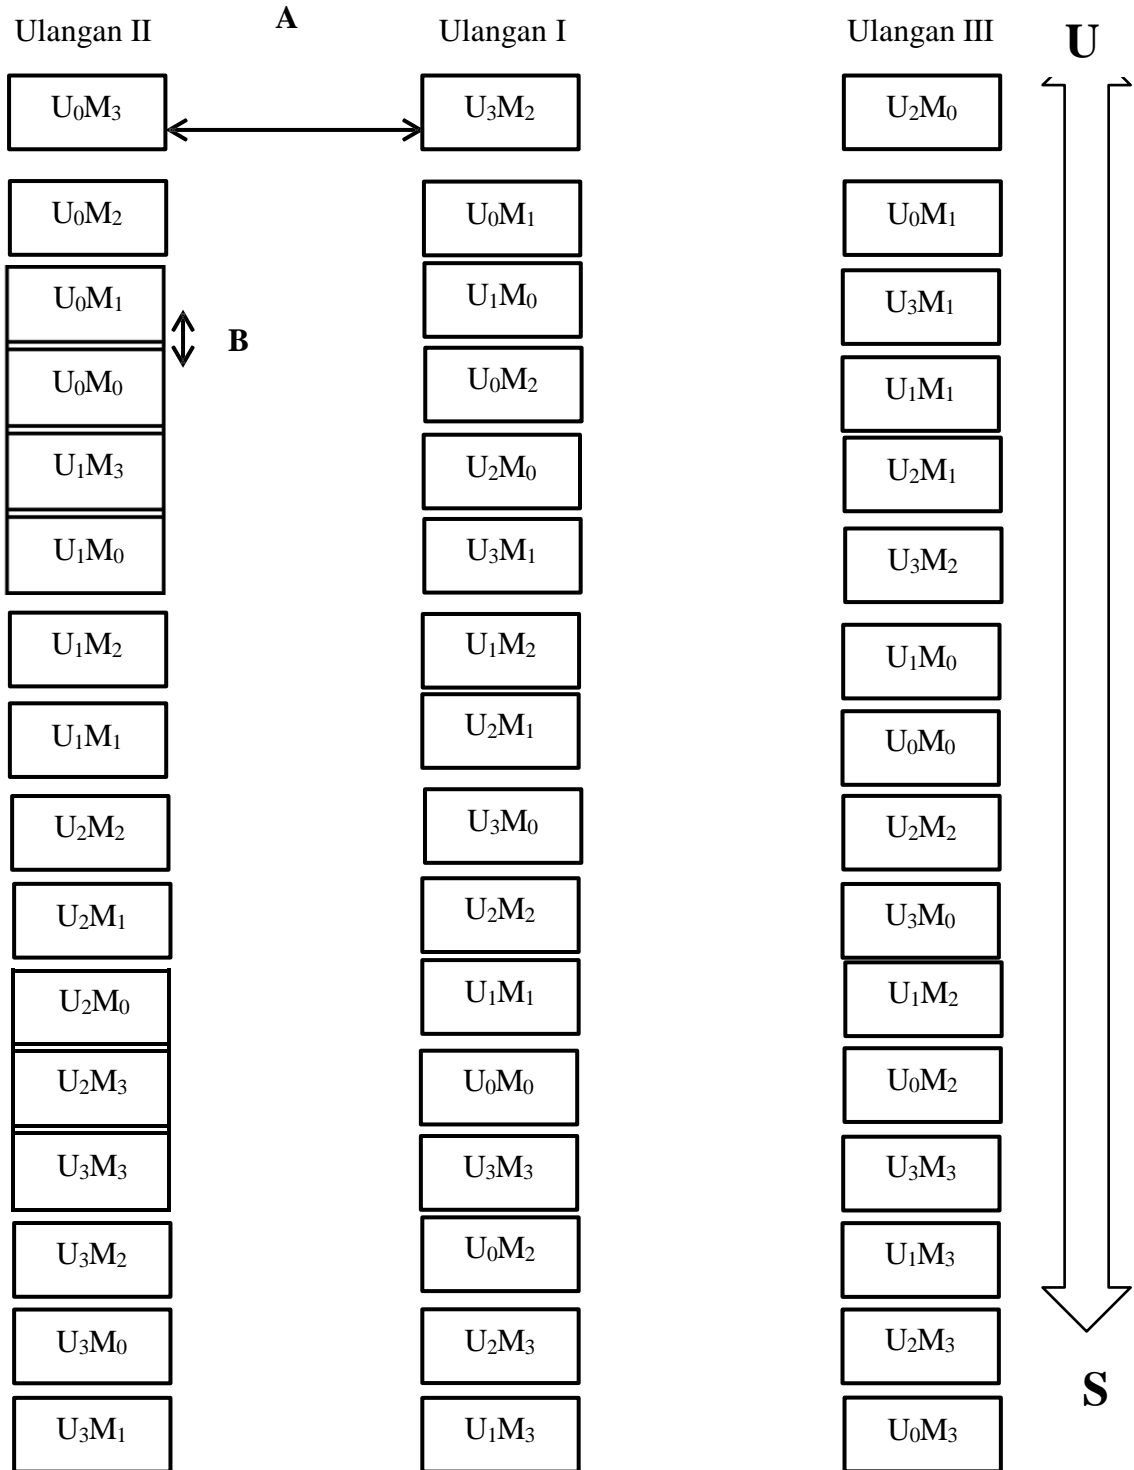 A
Ulangan II Ulangan I Ulangan III U
U₀M₃ U₃M₂ U₂M₀
U₀M₂ U₀M₁ U₀M₁
U₀M₁ U₁M₀ U₃M₁
B
U₀M₀ U₀M₂ U₁M₁
U₁M₃ U₂M₀ U₂M₁
U₁M₀ U₃M₁ U₃M₂
U₁M₂ U₁M₂ U₁M₀
U₁M₁ U₂M₁ U₀M₀
U₂M₂ U₃M₀ U₂M₂
U₂M₁ U₂M₂ U₃M₀
U₂M₀ U₁M₁ U₁M₂
U₂M₃ U₀M₀ U₀M₂
U₃M₃ U₃M₃ U₃M₃
U₃M₂ U₀M₂ U₁M₃
U₃M₀ U₂M₃ U₂M₃
S
U₃M₁ U₁M₃ U₀M₃